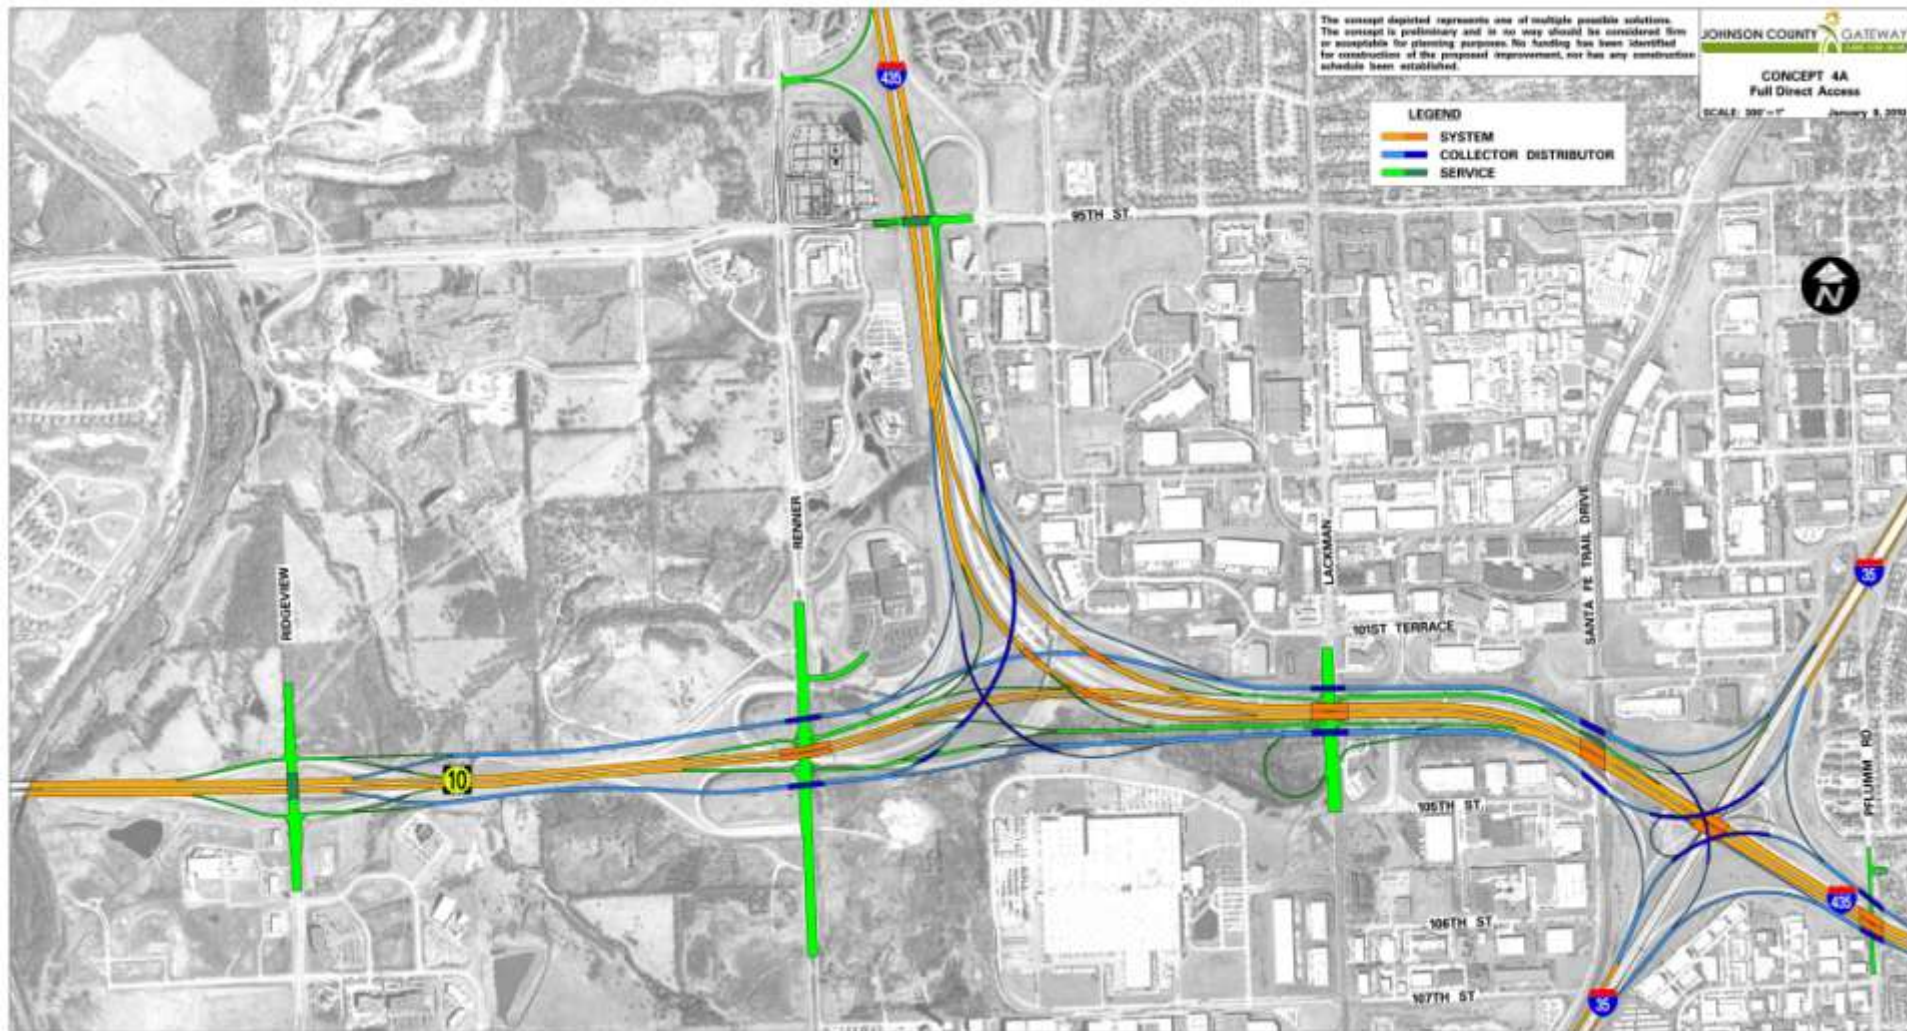 The concept depicted represents one of multiple possible solutions.
The concept is preliminary and in no way should be considered firm
or acceptable for planning purposes. No funding has been identified
for construction of the proposed improvement, nor has any construction
schedule been established.
JOHNSON COUNTY GATEWAY
CONCEPT 4A
Full Direct Access
SCALE: January
LEGEND
SYSTEM
COLLECTOR DISTRIBUTOR
SERVICE
435
95TH ST.
N
RENNER
LACKMAN
SANTA FE TRAIL DRIVE
35
RIDGEVIEW
101ST TERRACE
10
PFLUMM RD
105TH ST.
435
106TH ST.
107TH ST
35